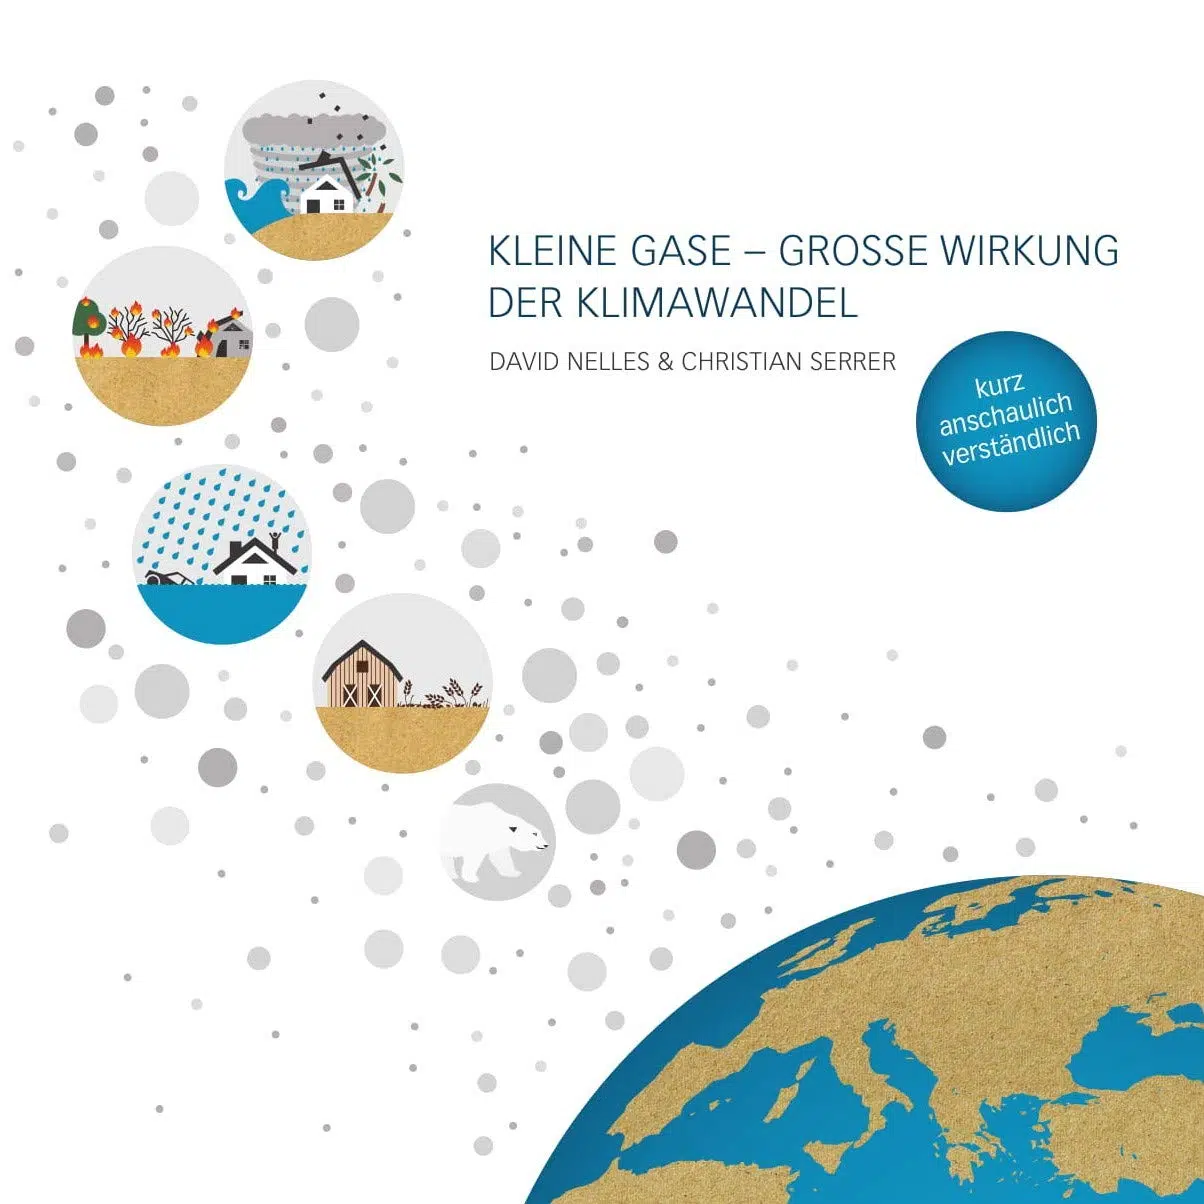 KLEINE GASE – GROSSE WIRKUNG
DER KLIMAWANDEL
DAVID NELLES & CHRISTIAN SERRER
kurz
anschaulich
verständlich